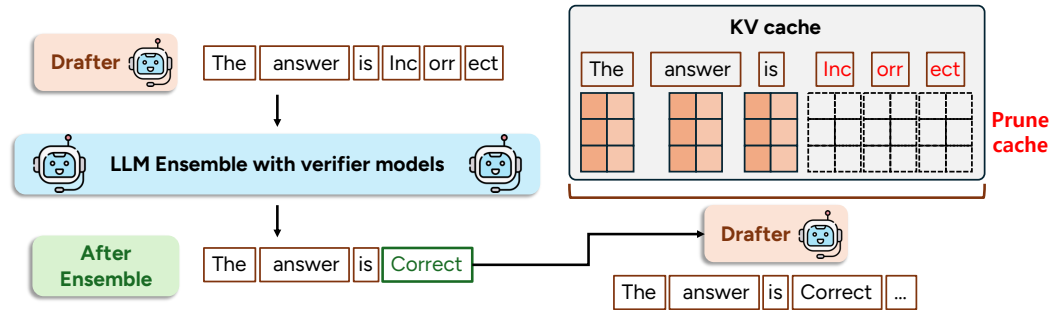 Drafter
The answer is Inc orr ect
LLM Ensemble with verifier models
After
Ensemble
The answer is Correct
KV cache
The answer is Inc orr ect
Prune
cache
Drafter
The answer is Correct ...